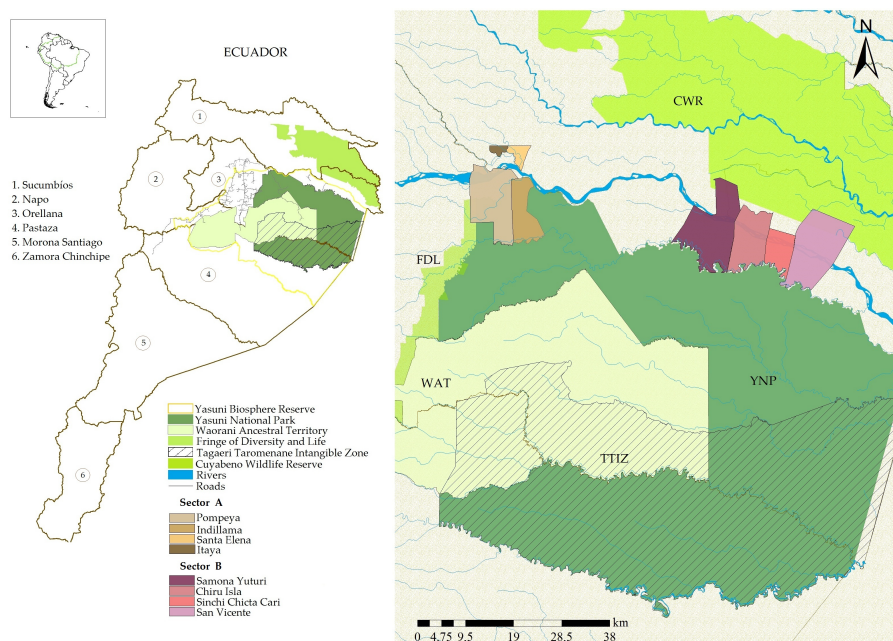 ECUADOR
1
2
3
4
5
6
1. Sucumbíos
2. Napo
3. Orellana
4. Pastaza
5. Morona Santiago
6. Zamora Chinchipe
Yasuni Biosphere Reserve
Yasuni National Park
Waorani Ancestral Territory
Fringe of Diversity and Life
Tagaeri Taromenane Intangible Zone
Cuyabeno Wildlife Reserve
Rivers
Roads
Sector A
Pompeya
Indillama
Santa Elena
Itaya
Sector B
Samona Yuturi
Chiru Isla
Sinchi Chicta Cari
San Vicente
N
CWR
FDL
WAT
YNP
TTIZ
km
0 4.75 9.5 19 28.5 38